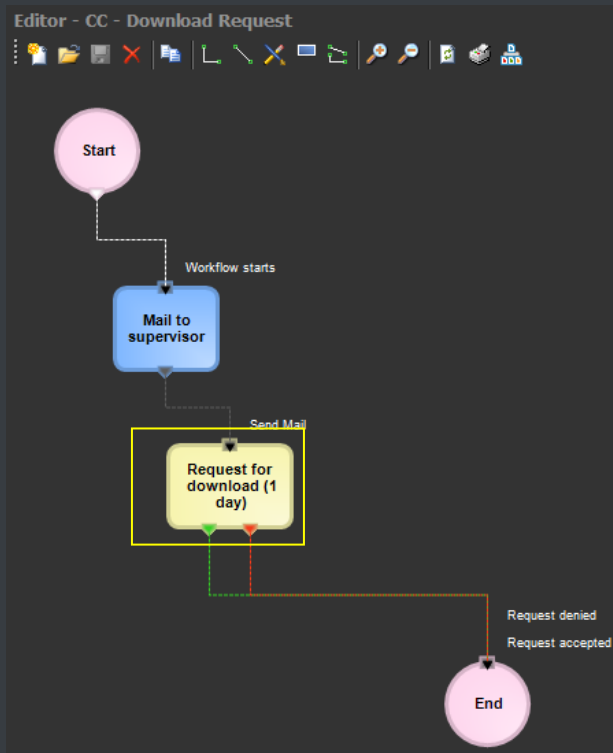 Editor - CC - Download Request
Start
Workflow starts
Mail to
supervisor
Send Mail
Request for
download (1
day)
Request denied
Request accepted
End